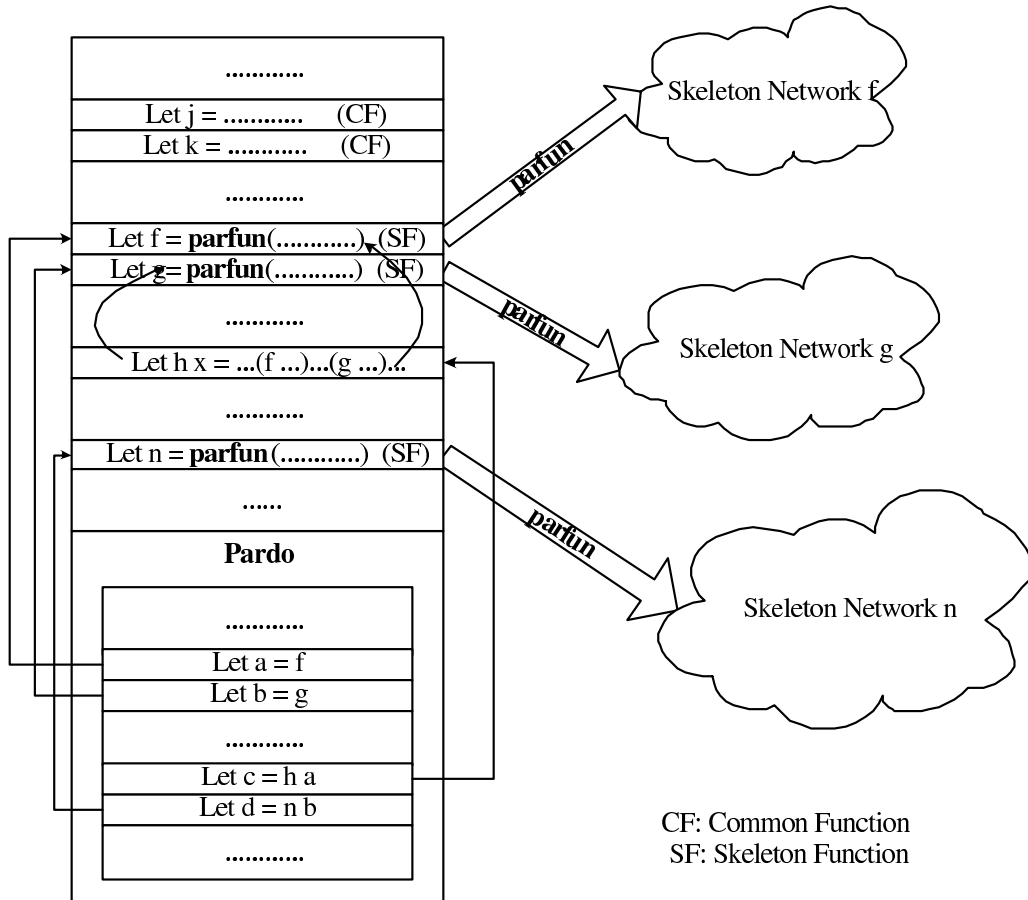 ............
Let j = ............ (CF)
Let k = ............ (CF)
............
Let f = parfun(............) (SF)
Let g= parfun(............) (SF)
............
Let h x = ...(f ...)...(g ...)...
............
Let n = parfun(............) (SF)
......
Pardo
............
Let a = f
Let b = g
............
Let c = h a
Let d = n b
............
parfun
parfun
parfun
Skeleton Network f
Skeleton Network g
Skeleton Network n
CF: Common Function
SF: Skeleton Function